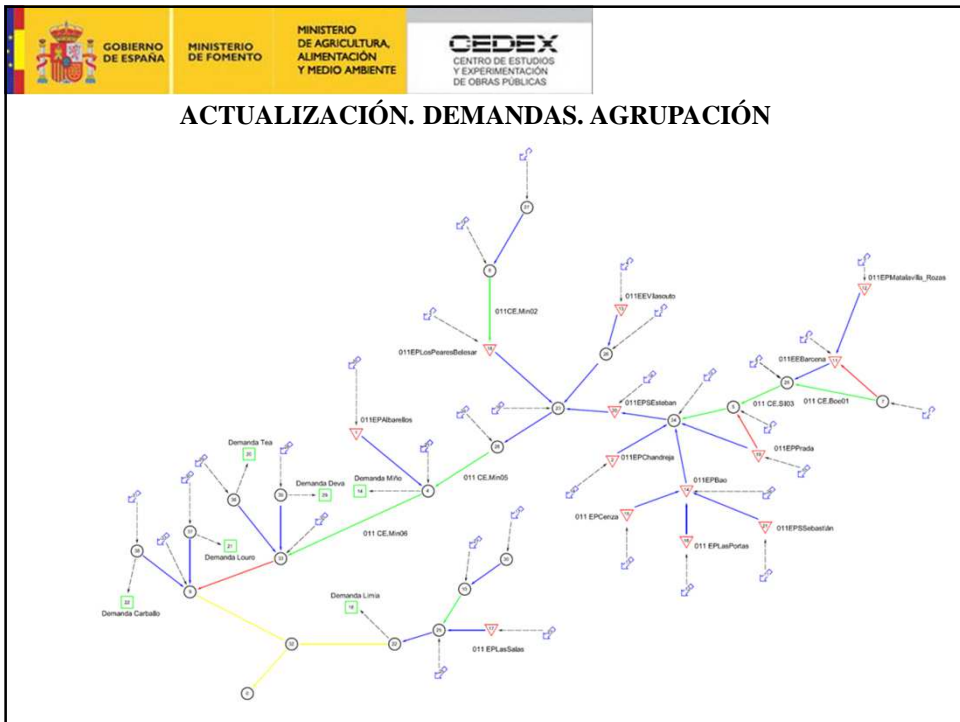 GOBIERNO
DE ESPAÑA
MINISTERIO
DE FOMENTO
MINISTERIO
DE AGRICULTURA,
ALIMENTACIÓN
Y MEDIO AMBIENTE
CEDEX
CENTRO DE ESTUDIOS
Y EXPERIMENTACIÓN
DE OBRAS PÚBLICAS
ACTUALIZACIÓN. DEMANDAS. AGRUPACIÓN
011EPMatalavilla_Rozas
011EEVilasouto
011CE.Min02
011EPLosPearesBelesar
011EEBarcena
011 CE.Sil03
011 CE.Boe01
011EPSEsteban
011EPAlbarellos
011EPPrada
011EPChandreja
Demanda Tea
Demanda Deva
Demanda Miño
011 CE.Min05
011EPBao
011 EPCenza
011EPSSebastián
011 EPLasPortas
011 CE.Min06
Demanda Louro
Demanda Carballo
Demanda Limia
011 EPLasSalas